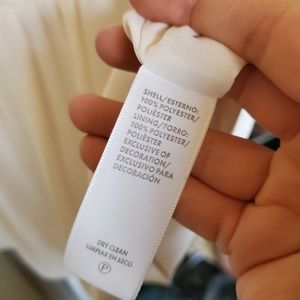 SHELL/ESTERNO:
100% POLYESTER/
POLIÉSTER
LINING/FORRO:
100% POLYESTER/
POLIÉSTER
EXCLUSIVE OF
DECORATION/
EXCLUSIVO PARA
DECORACIÓN
DRY CLEAN
LIMPIAR EN SECO
P